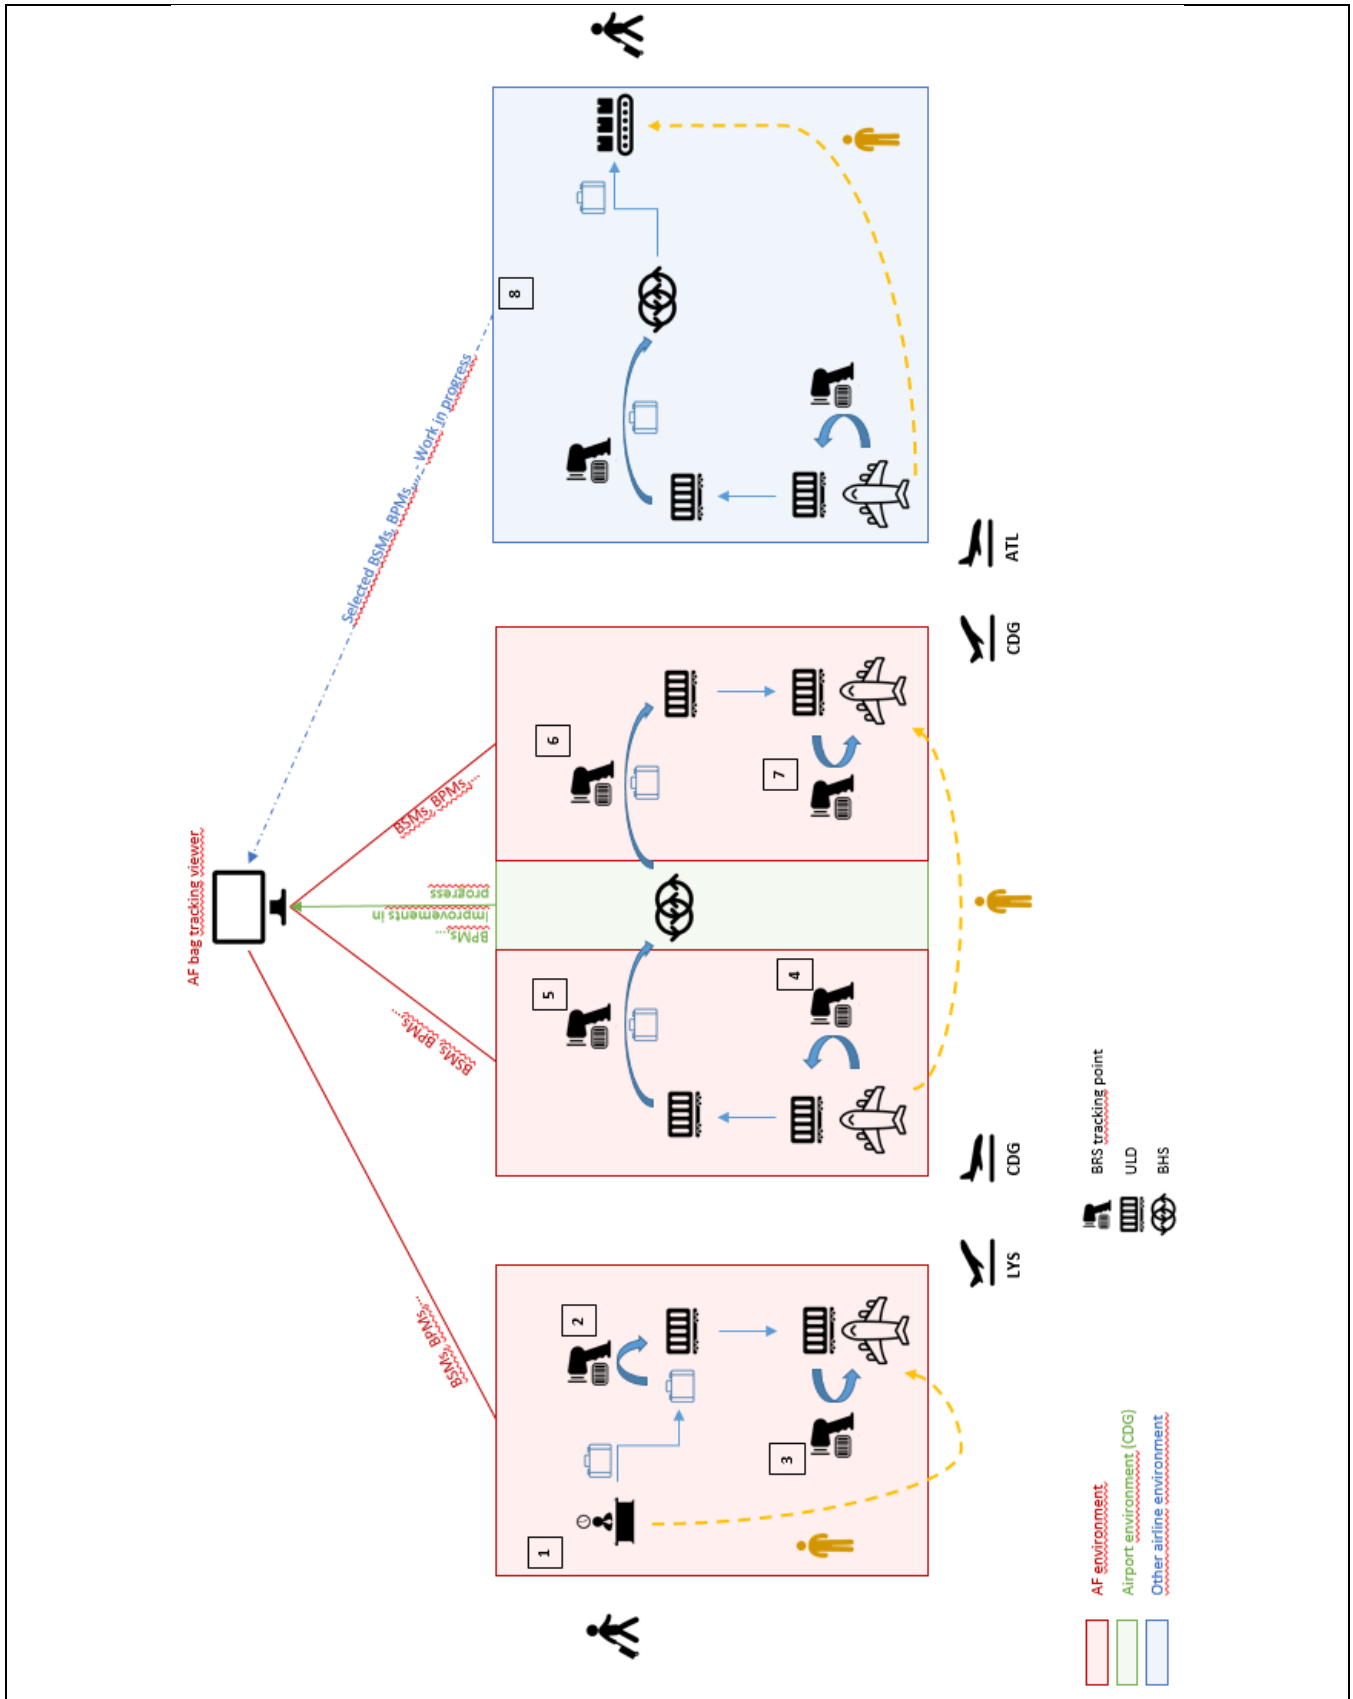 AF bag tracking viewer
BSMs, BPMs,...
BSMs, BPMs,...
BPMs,...
Improvements in
progress
BSMs, BPMs,...
Selected BSMs, BPMs,... - Work in progress
1
2
3
4
5
6
7
8
LYS
CDG
CDG
ATL
AF environment
Airport environment (CDG)
Other airline environment
BRS tracking point
ULD
BHS